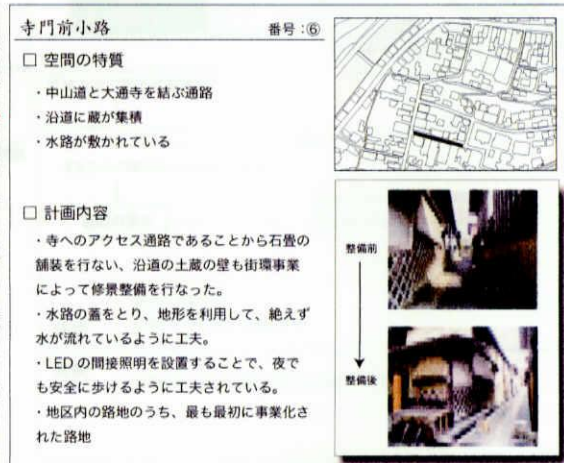 寺門前小路 番号：⑥
□ 空間の特質
・中山道と大通寺を結ぶ通路
・沿道に蔵が集積
・水路が敷かれている
□ 計画内容
・寺へのアクセス通路であることから石畳の
舗装を行ない、沿道の土蔵の壁も街環事業
によって修景整備を行なった。
・水路の蓋をとり、地形を利用して、絶えず
水が流れているように工夫。
・LED の間接照明を設置することで、夜で
も安全に歩けるように工夫されている。
・地区内の路地のうち、最も最初に事業化さ
れた路地
整備前
整備後